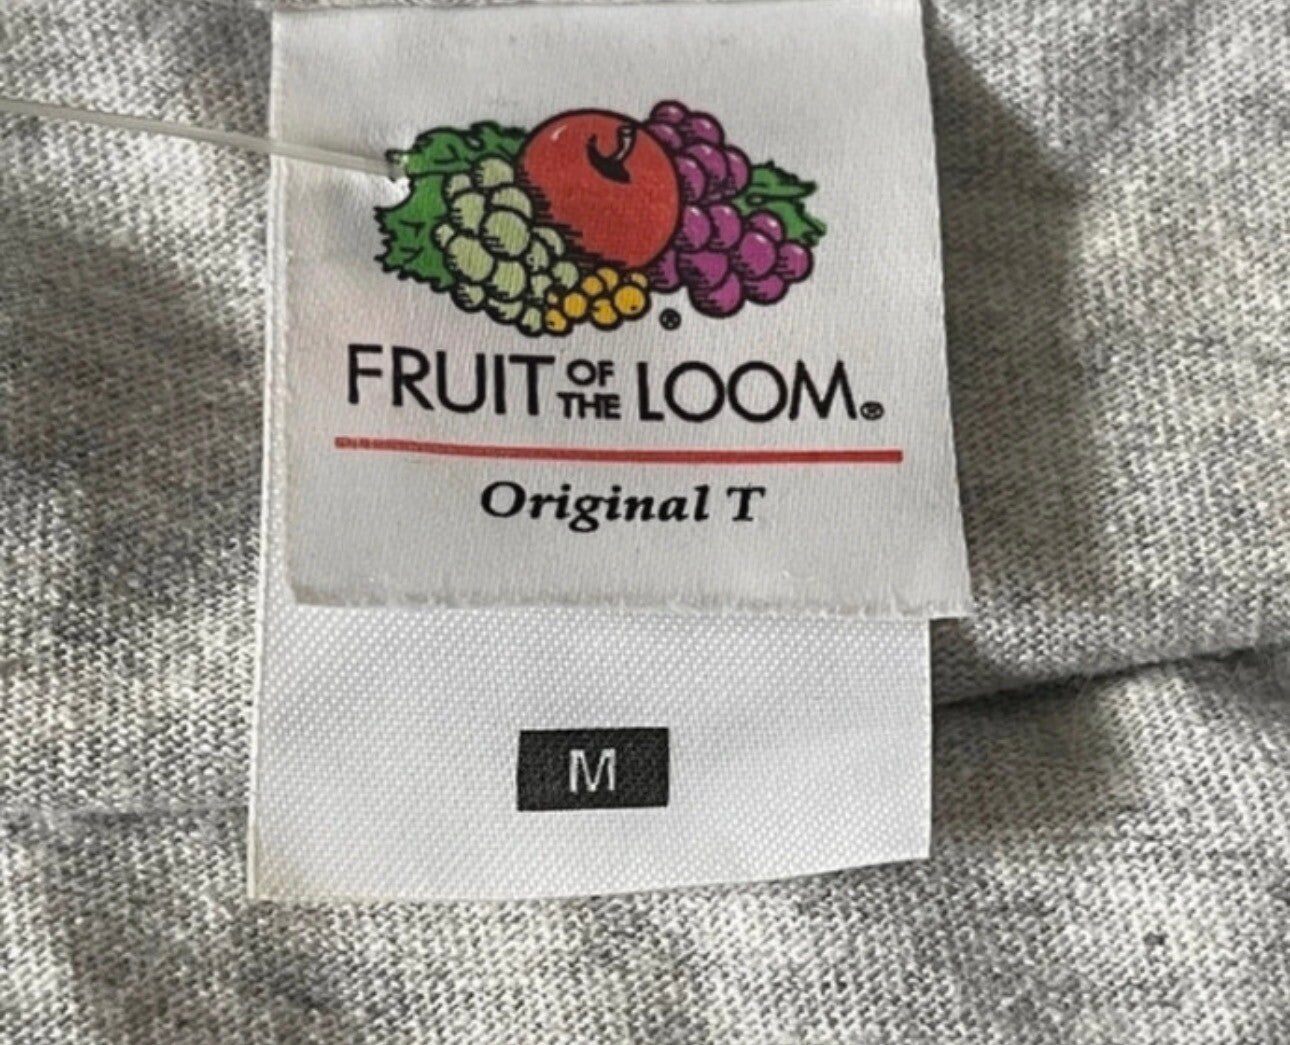 FRUIT OF THE LOOM®
Original T
M